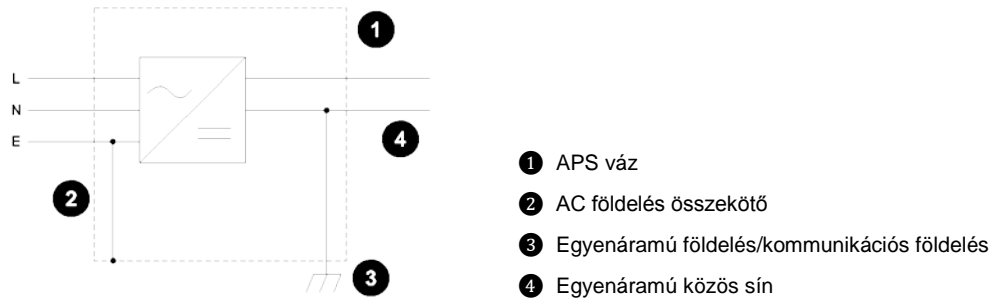 1
L
N
E
4
2
3
1 APS váz
2 AC földelés összekötő
3 Egyenáramú földelés/kommunikációs földelés
4 Egyenáramú közös sín